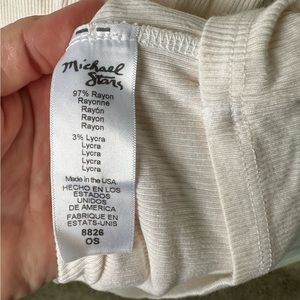 Michael
Stars
97% Rayon
Rayonne
Rayón
Rayon
Rayon
3% Lycra
Lycra
Lycra
Lycra
Lycra
Made in the USA
HECHO EN LOS
ESTADOS
UNIDOS
DE AMERICA
FABRIQUE EN
ESTATS-UNIS
8826
OS